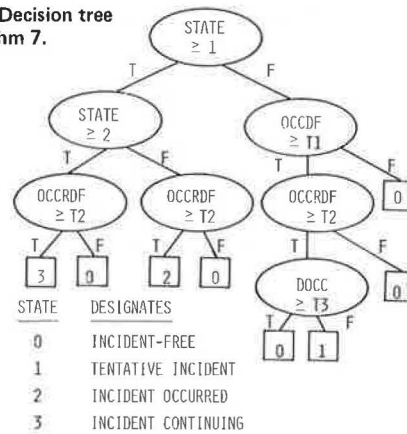 Decision tree
hm 7.
STATE
≥ 1
T F
STATE
≥ 2
OCCDF
≥ T1
T F T F
OCCRDF
≥ T2
OCCRDF
≥ T2
OCCRDF
≥ T2
0
T F T F T F
3 0 2 0
DOCC
≥ T3
0
T F
0 1
STATE DESIGNATES
0 INCIDENT-FREE
1 TENTATIVE INCIDENT
2 INCIDENT OCCURRED
3 INCIDENT CONTINUING